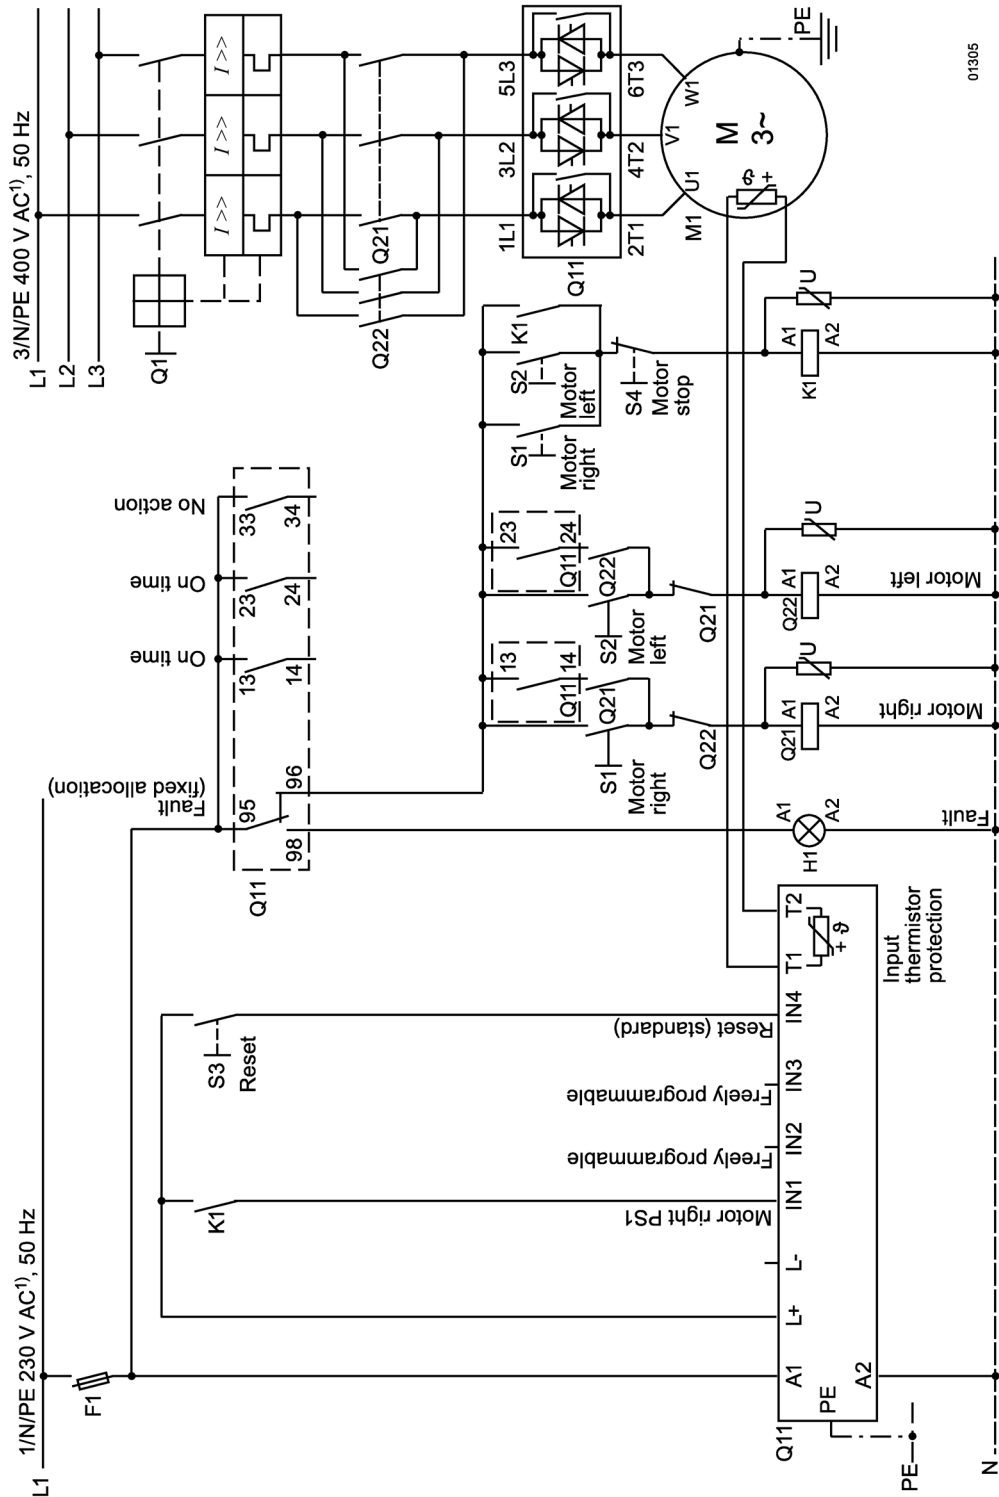 1/N/PE 230 V AC1), 50 Hz
L1
F1
K1
S3
Reset
Q11
95
96
98
Fault
(fixed allocation)
13
14
On time
23
24
On time
33
34
No action
3/N/PE 400 V AC1), 50 Hz
L1
L2
L3
Q1
I >>
I >>
I >>
Q21
Q22
1L1
3L2
5L3
Q11
2T1
4T2
6T3
M1
U1
V1
W1
M
3~
ϑ +
PE
S1
Motor
right
Q11
13
14
Q21
Q22
S2
Motor
left
Q11
23
24
Q22
Q21
S1
Motor
right
S2
Motor
left
K1
S4
Motor
stop
Q11
A1
L+
L-
IN1
IN2
IN3
IN4
T1
T2
PE
A2
+ ϑ
Motor right PS1
Freely programmable
Freely programmable
Reset (standard)
Input
thermistor
protection
H1
A1
A2
Fault
Q21
A1
A2
U
Motor right
Q22
A1
A2
U
Motor left
K1
A1
A2
U
PE
N
01305